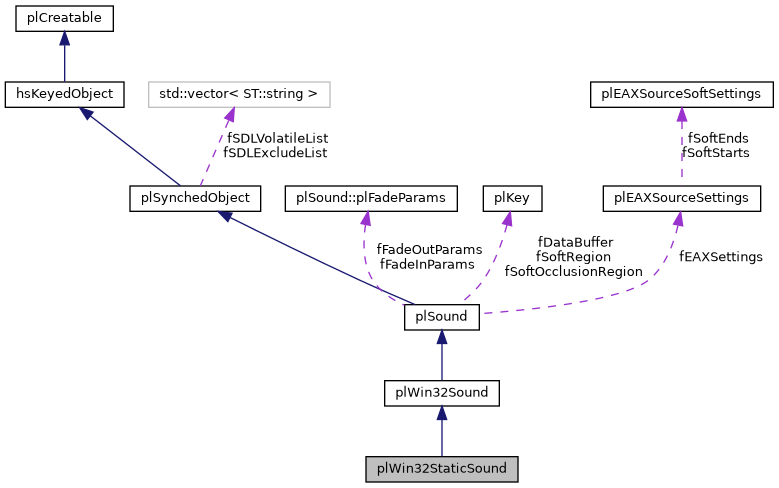 plCreatable
hsKeyedObject
std::vector< ST::string >
plEAXSourceSoftSettings
fSDLVolatileList
fSDLExcludeList
fSoftEnds
fSoftStarts
plSynchedObject
plSound::plFadeParams
plKey
plEAXSourceSettings
fFadeOutParams
fFadeInParams
fDataBuffer
fSoftRegion
fSoftOcclusionRegion
fEAXSettings
plSound
plWin32Sound
plWin32StaticSound